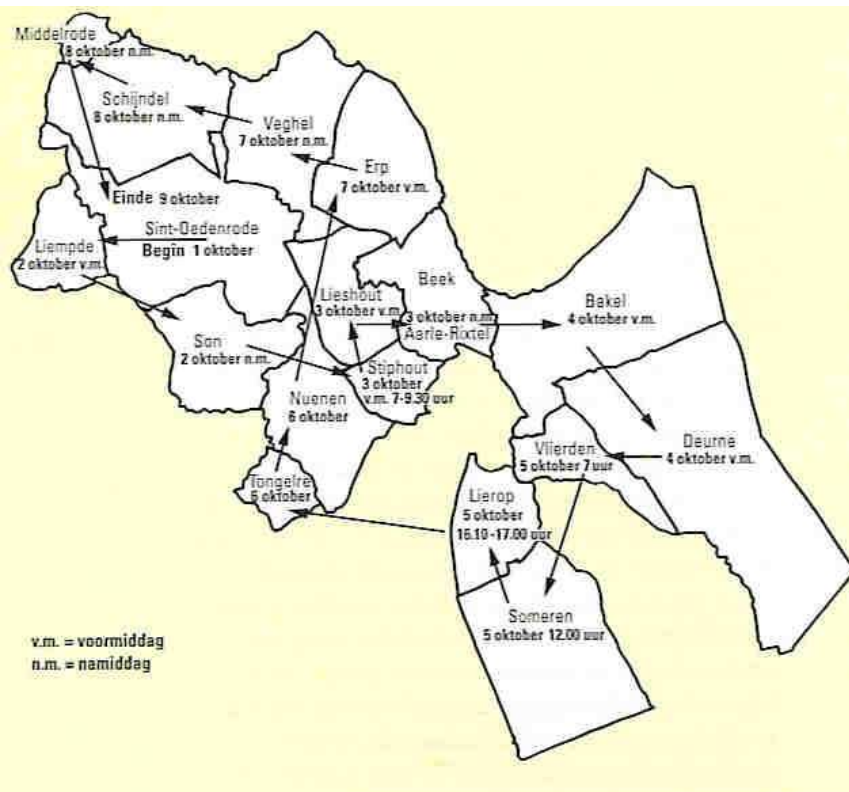 Middelrode
8 oktober n.m.
Schijndel
8 oktober n.m.
Veghel
7 oktober n.m.
Erp
7 oktober v.m.
Einde 9 oktober
Sint-Oedenrode
Begin 1 oktober
Liempde
2 oktober v.m.
Son
2 oktober n.m.
Lieshout
3 oktober v.m.
Beek
3 oktober n.m.
Aarle-Rixtel
Bakel
4 oktober v.m.
Stiphout
3 oktober
v.m. 7-9.30 uur
Nuenen
6 oktober
Tongelre
6 oktober
Vlierden
5 oktober 7 uur
Deurne
4 oktober v.m.
Lierop
5 oktober
16.10-17.00 uur
Someren
5 oktober 12.00 uur
v.m. = voormiddag
n.m. = namiddag